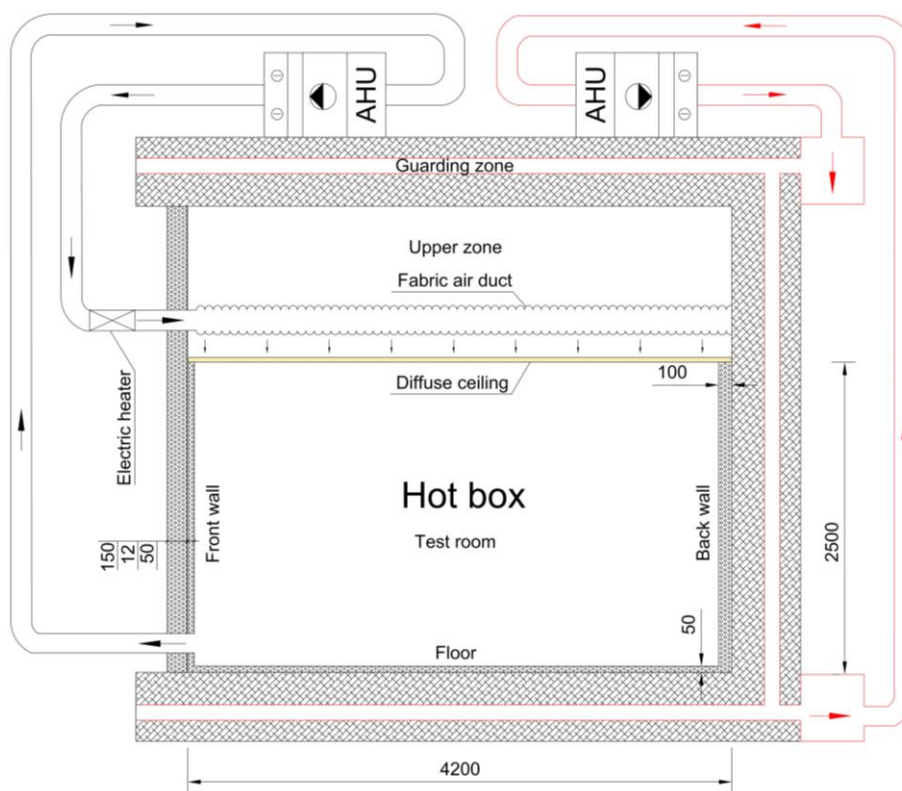 AHU
AHU
Guarding zone
Upper zone
Fabric air duct
Diffuse ceiling
100
Electric heater
Front wall
Hot box
Test room
Back wall
2500
150
12
50
50
Floor
4200